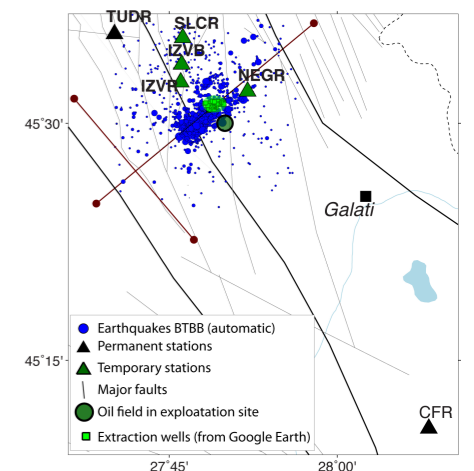 TUDR
SLCR
IZVB
IZVR
NEGR
45˚30'
Galati
Earthquakes BTBB (automatic)
Permanent stations
Temporary stations
Major faults
Oil field in exploatation site
Extraction wells (from Google Earth)
45˚15'
CFR
27˚45'
28˚00'